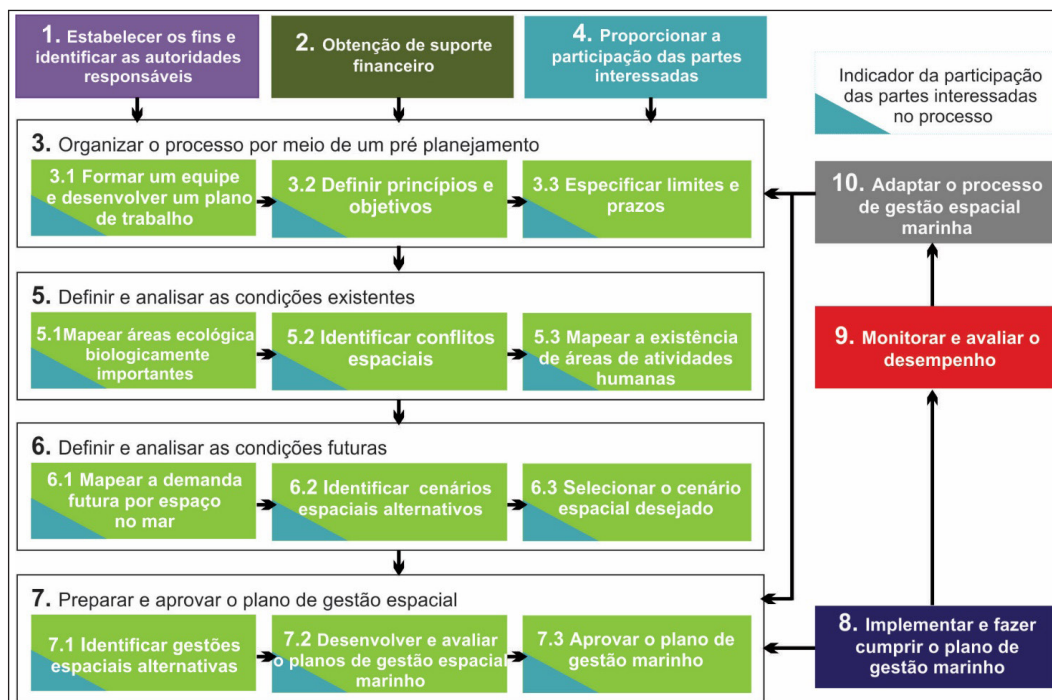 1. Estabelecer os fins e
identificar as autoridades
responsáveis
2. Obtenção de suporte
financeiro
4. Proporcionar a
participação das partes
interessadas
Indicador da participação
das partes interessadas
no processo
3. Organizar o processo por meio de um pré planejamento
3.1 Formar um equipe
e desenvolver um plano
de trabalho
3.2 Definir princípios e
objetivos
3.3 Especificar limites e
prazos
10. Adaptar o processo
de gestão espacial
marinha
5. Definir e analisar as condições existentes
5.1Mapear áreas ecológica
biologicamente
importantes
5.2 Identificar conflitos
espaciais
5.3 Mapear a existência
de áreas de atividades
humanas
9. Monitorar e avaliar o
desempenho
6. Definir e analisar as condições futuras
6.1 Mapear a demanda
futura por espaço
no mar
6.2 Identificar cenários
espaciais alternativos
6.3 Selecionar o cenário
espacial desejado
7. Preparar e aprovar o plano de gestão espacial
7.1 Identificar gestões
espaciais alternativas
7.2 Desenvolver e avaliar
o planos de gestão espacial
marinho
7.3 Aprovar o plano de
gestão marinho
8. Implementar e fazer
cumprir o plano de
gestão marinho